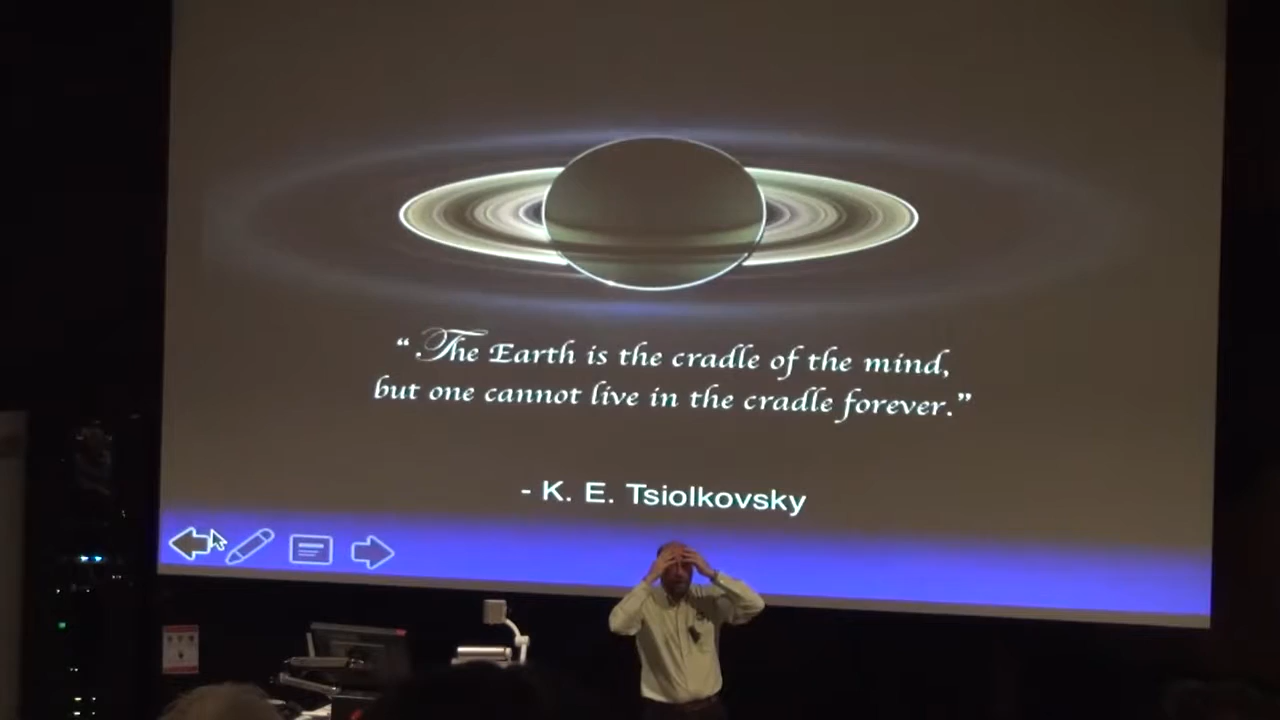 “ The Earth is the cradle of the mind,
but one cannot live in the cradle forever.”
- K. E. Tsiolkovsky